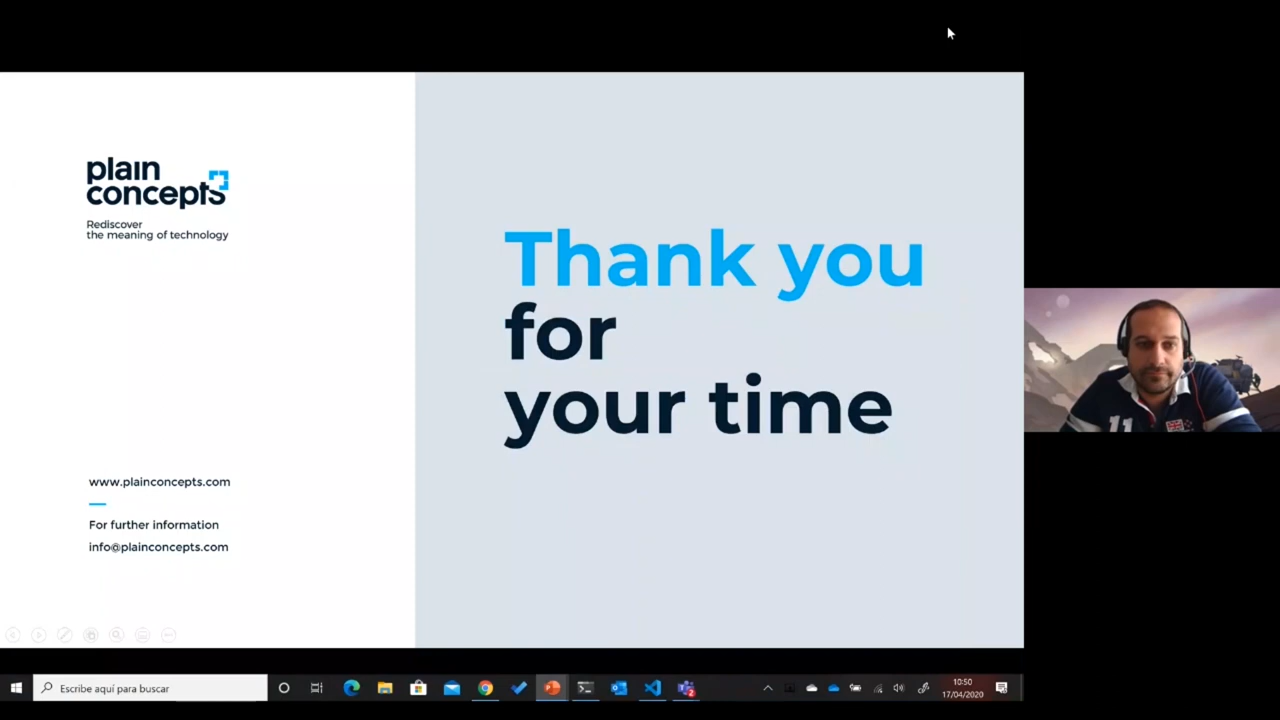 plain
concepts
Rediscover
the meaning of technology
Thank you
for
your time
www.plainconcepts.com
For further information
info@plainconcepts.com
11
Escribe aquí para buscar
10:50
17/04/2020